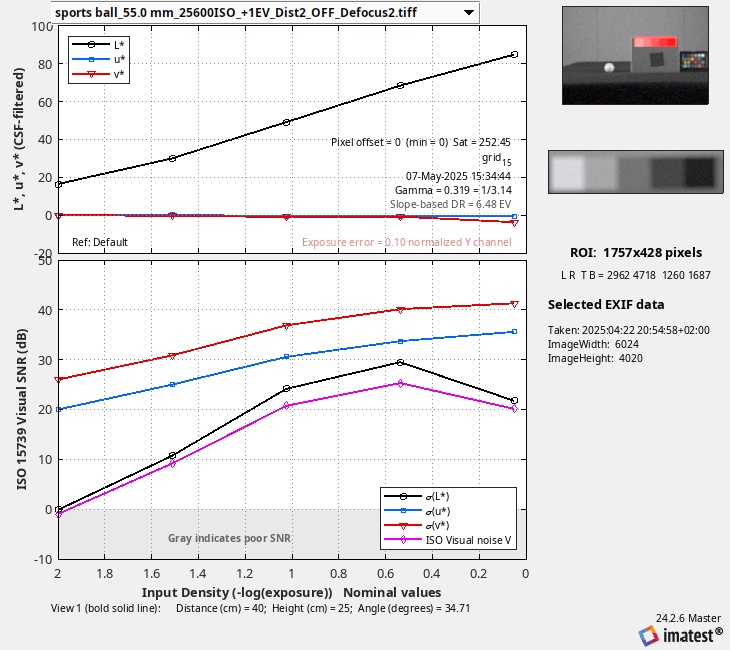 sports ball_55.0 mm_25600ISO_+1EV_Dist2_OFF_Defocus2.tiff
L*, u*, v* (CSF-filtered)
100
80
60
40
20
0
-20
L*
u*
v*
Pixel offset = 0 (min = 0) Sat = 252.45
grid15
07-May-2025 15:34:44
Gamma = 0.319 = 1/3.14
Slope-based DR = 6.48 EV
Ref: Default
Exposure error = 0.10 normalized Y channel
ISO 15739 Visual SNR (dB)
50
40
30
20
10
0
-10
σ(L*)
σ(u*)
σ(v*)
ISO Visual noise V
Gray indicates poor SNR
2 1.8 1.6 1.4 1.2 1 0.8 0.6 0.4 0.2 0
Input Density (-log(exposure)) Nominal values
View 1 (bold solid line): Distance (cm) = 40; Height (cm) = 25; Angle (degrees) = 34.71
ROI: 1757x428 pixels
L R T B = 2962 4718 1260 1687
Selected EXIF data
Taken: 2025:04:22 20:54:58+02:00
ImageWidth: 6024
ImageHeight: 4020
24.2.6 Master
imatest®